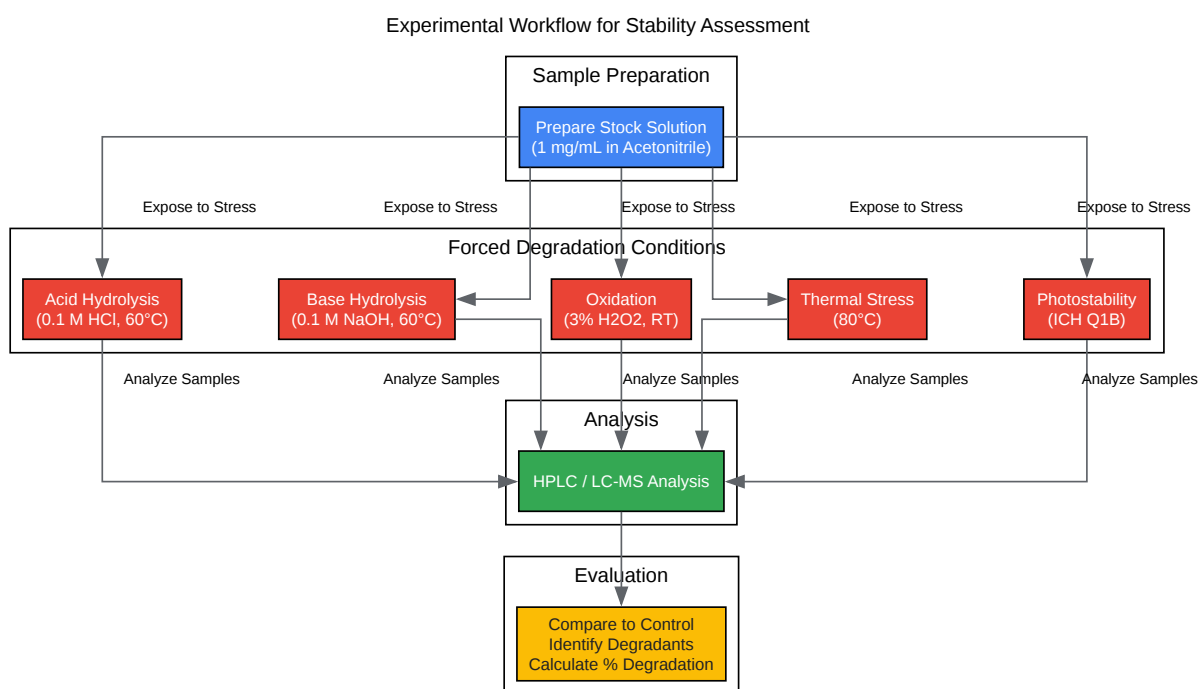 Experimental Workflow for Stability Assessment
Sample Preparation
Prepare Stock Solution
(1 mg/mL in Acetonitrile)
Expose to Stress
Expose to Stress
Expose to Stress
Expose to Stress
Expose to Stress
Forced Degradation Conditions
Acid Hydrolysis
(0.1 M HCl, 60°C)
Base Hydrolysis
(0.1 M NaOH, 60°C)
Oxidation
(3% H2O2, RT)
Thermal Stress
(80°C)
Photostability
(ICH Q1B)
Analyze Samples
Analyze Samples
Analyze Samples
Analyze Samples
Analyze Samples
Analysis
HPLC / LC-MS Analysis
Evaluation
Compare to Control
Identify Degradants
Calculate % Degradation